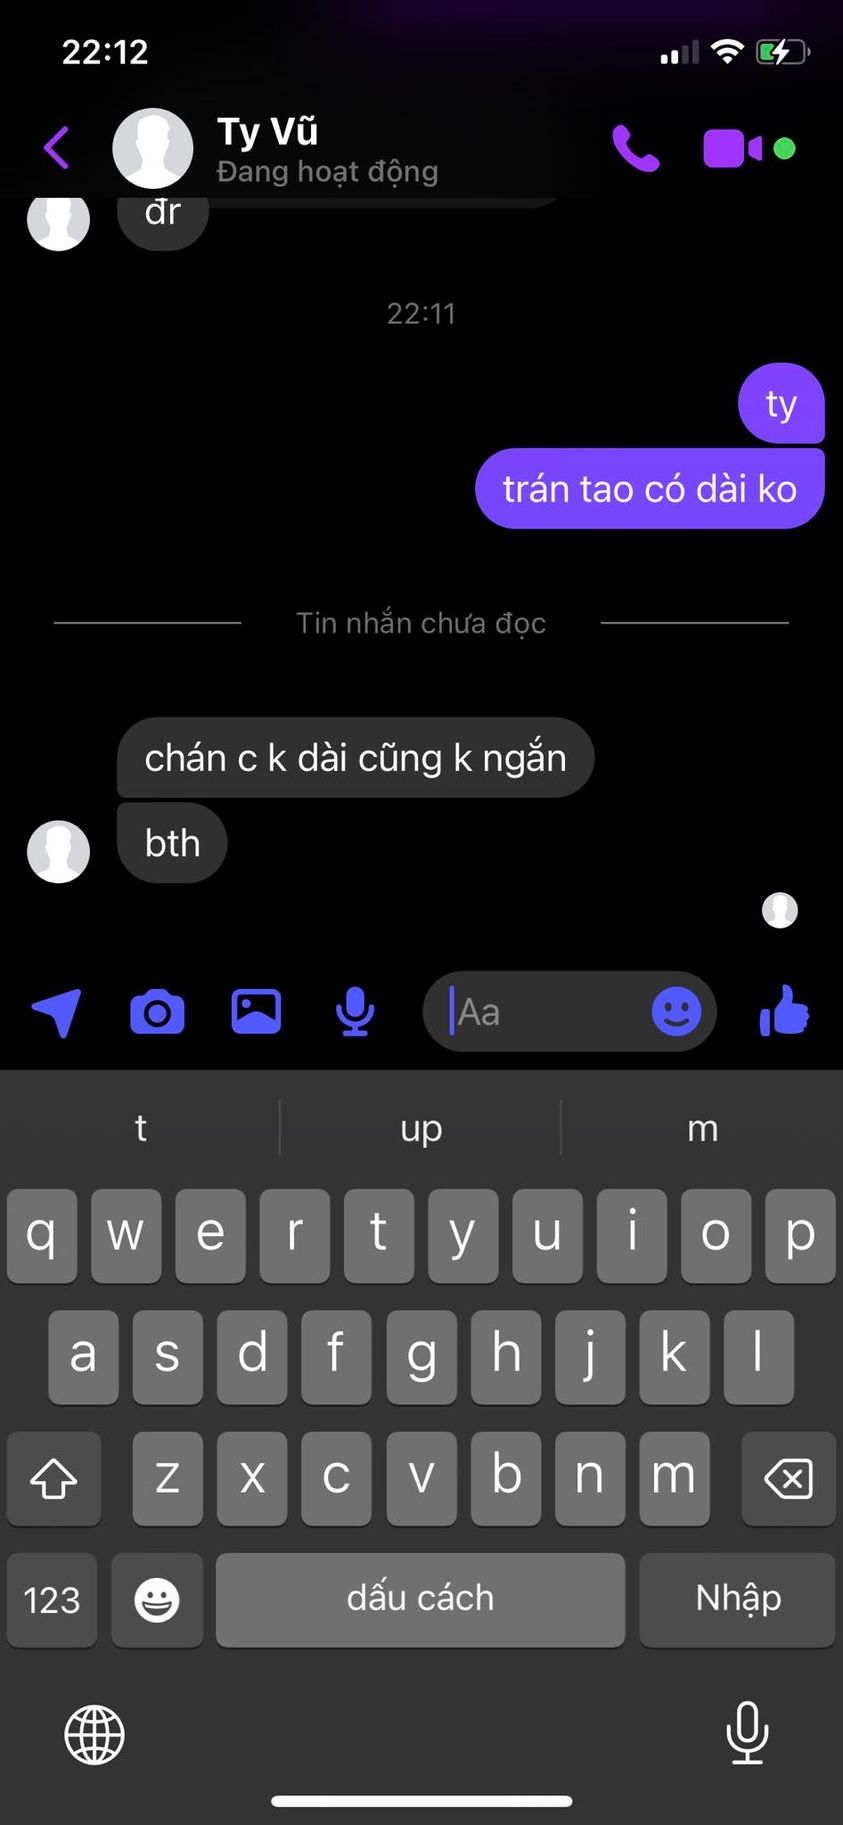 22:12
Ty Vũ
Đang hoạt động
đr
22:11
ty
trán tao có dài ko
Tin nhắn chưa đọc
chán c k dài cũng k ngắn
bth
Aa
t up m
q w e r t y u i o p
a s d f g h j k l
z x c v b n m
123 dấu cách Nhập